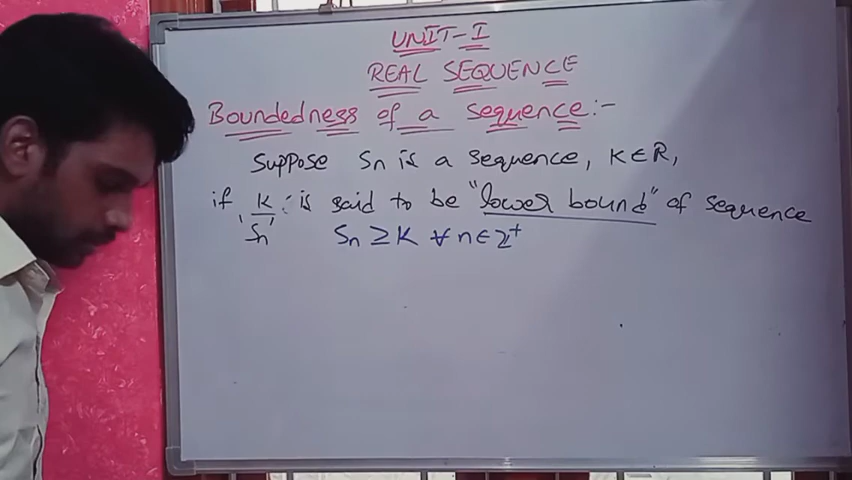 UNIT-I
REAL SEQUENCE
Boundedness of a sequence:-
Suppose Sn is a sequence, K∈R,
if 'K' is said to be "lower bound" of sequence
'Sn' Sn ≥ K ∀ n ∈ Z⁺